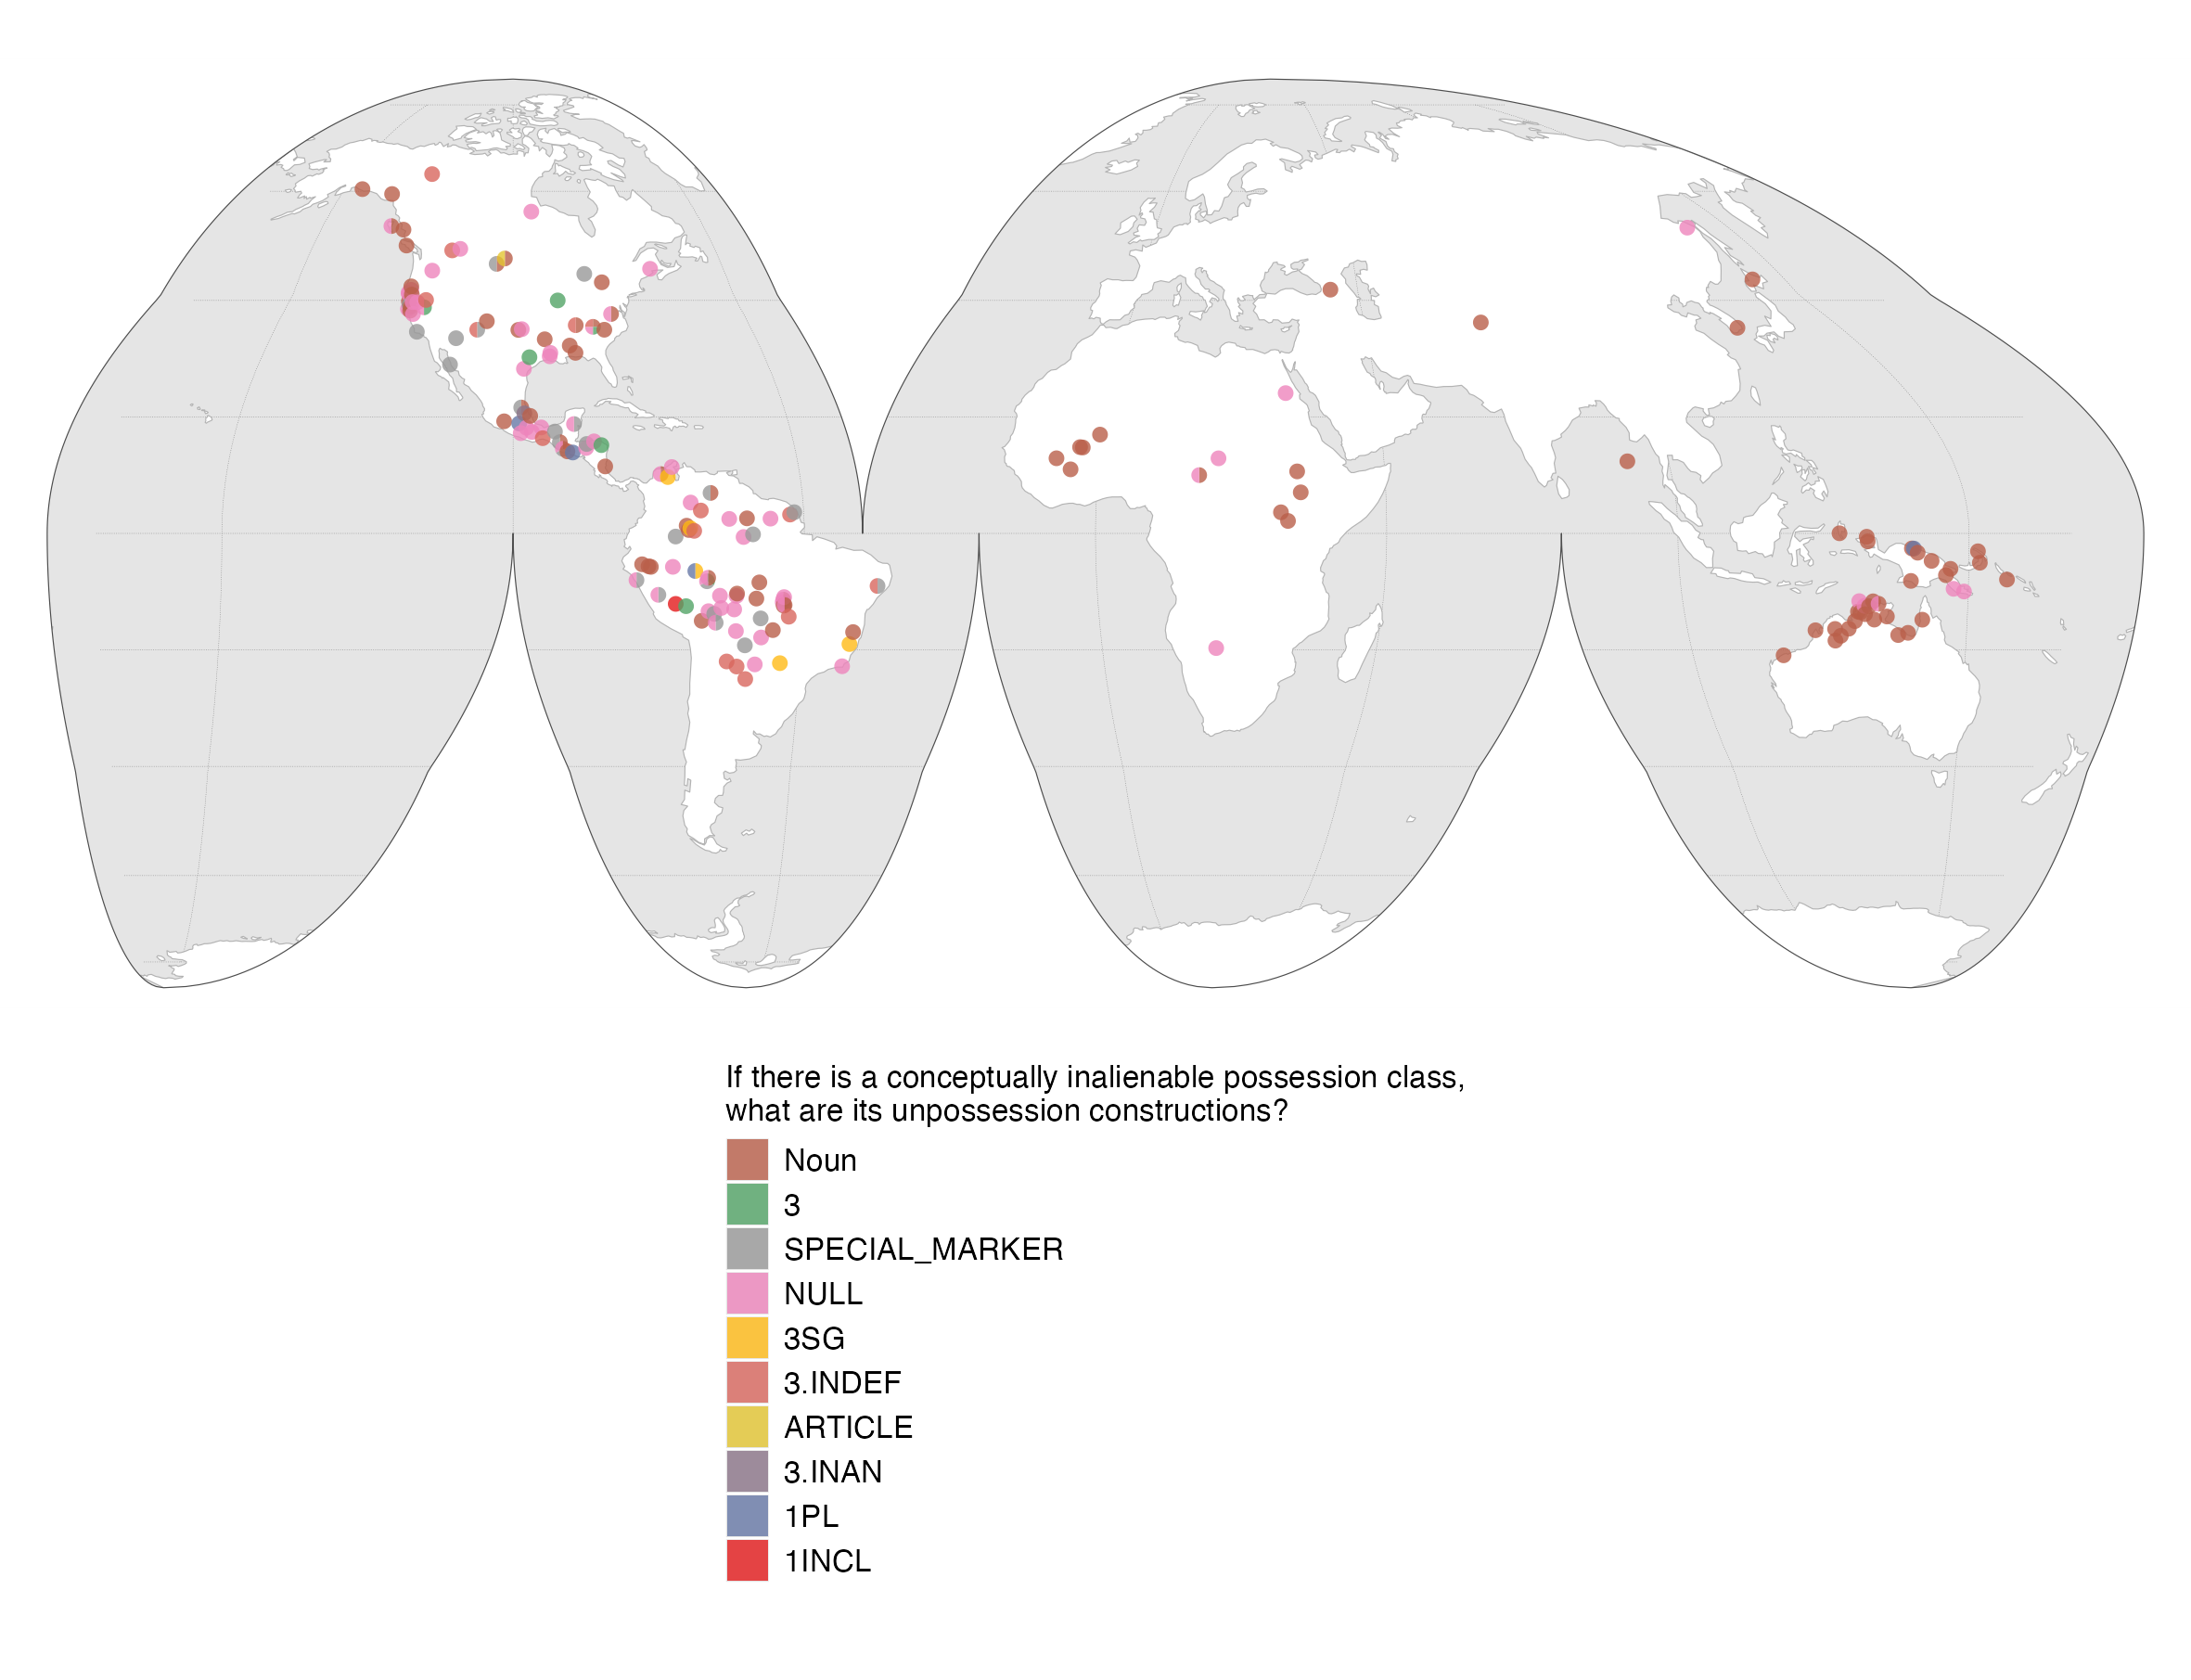 If there is a conceptually inalienable possession class,
what are its unpossession constructions?
Noun
3
SPECIAL_MARKER
NULL
3SG
3.INDEF
ARTICLE
3.INAN
1PL
1INCL